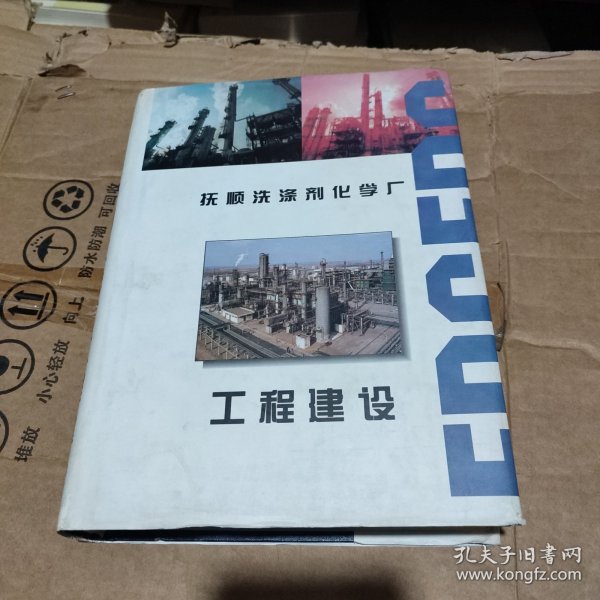 抚顺洗涤剂化学厂
工程建设
可回收
防水防潮
向上
小心轻放
堆放
孔夫子旧书网
www.kongfz.com